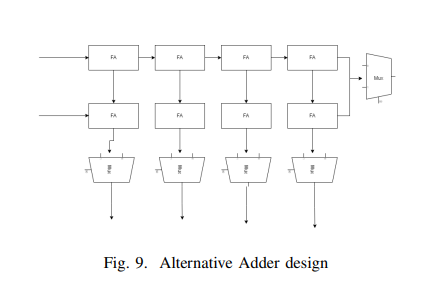 FA FA FA FA
Mux
FA FA FA FA
Mux Mux Mux Mux
Fig. 9. Alternative Adder design